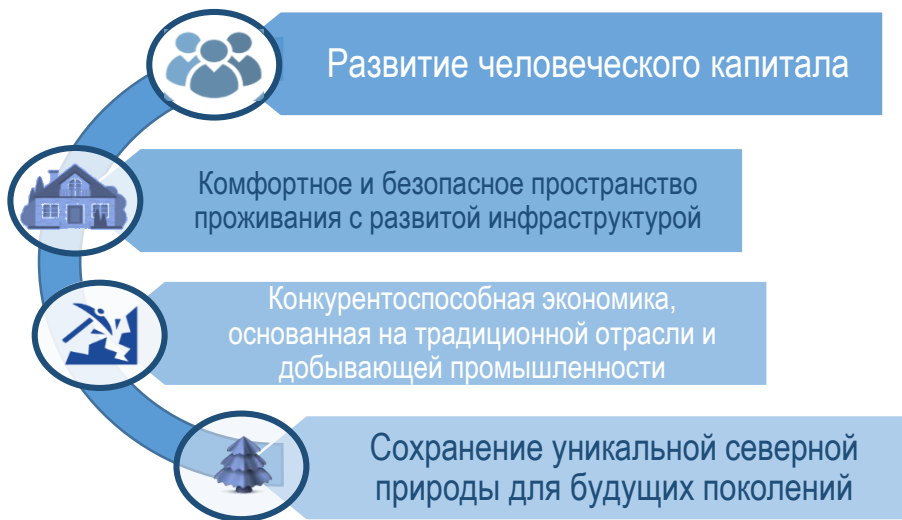 Развитие человеческого капитала
Комфортное и безопасное пространство
проживания с развитой инфраструктурой
Конкурентоспособная экономика,
основанная на традиционной отрасли и
добывающей промышленности
Сохранение уникальной северной
природы для будущих поколений